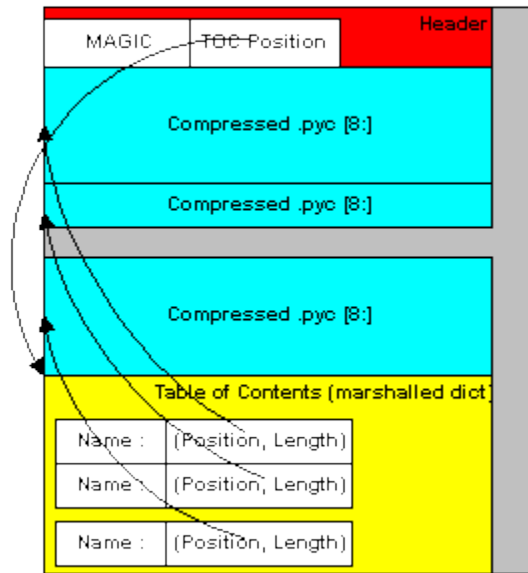 Header
MAGIC TOC Position
Compressed .pyc [8:]
Compressed .pyc [8:]
Compressed .pyc [8:]
Table of Contents (marshalled dict)
Name : (Position, Length)
Name : (Position, Length)
Name : (Position, Length)